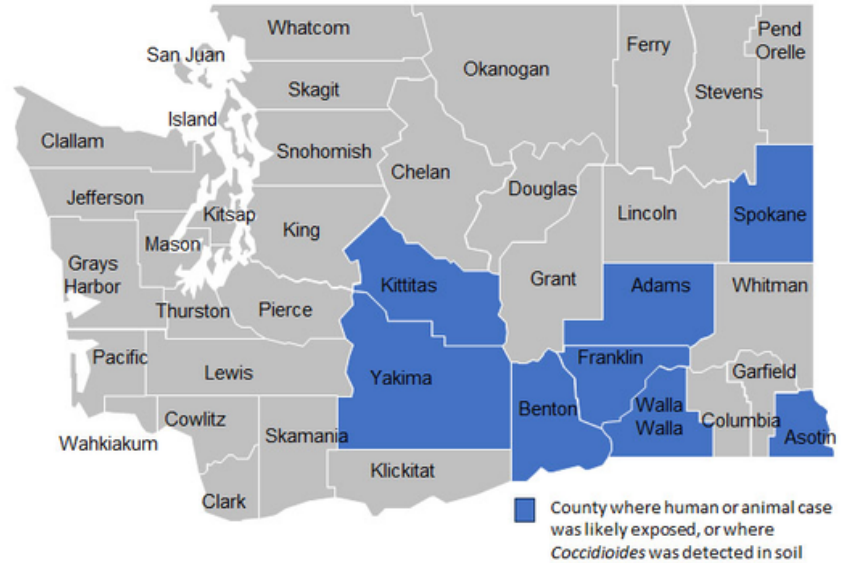 Whatcom
San Juan
Skagit
Island
Okanogan
Ferry
Pend
Orelle
Stevens
Clallam
Snohomish
Chelan
Douglas
Jefferson
Kitsap
King
Lincoln
Spokane
Mason
Grays
Harbor
Kittitas
Grant
Adams
Whitman
Thurston
Pierce
Pacific
Lewis
Yakima
Franklin
Garfield
Benton
Walla
Walla
Columbia
Asotin
Wahkiakum
Cowlitz
Skamania
Klickitat
Clark
County where human or animal case
was likely exposed, or where
Coccidioides was detected in soil